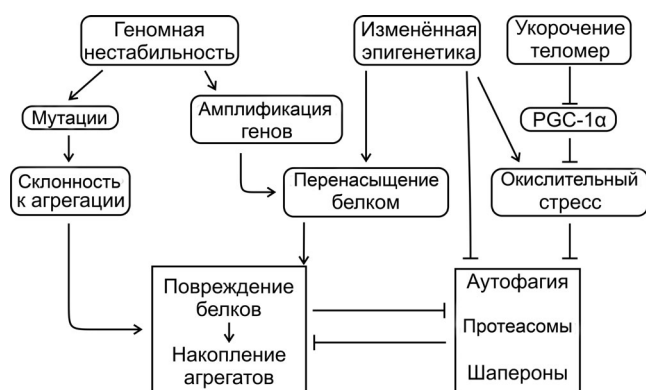 Геномная
нестабильность
Изменённая
эпигенетика
Укорочение
теломер
Мутации
Амплификация
генов
PGC-1α
Склонность
к агрегации
Перенасыщение
белком
Окислительный
стресс
Повреждение
белков
Накопление
агрегатов
Аутофагия
Протеасомы
Шапероны